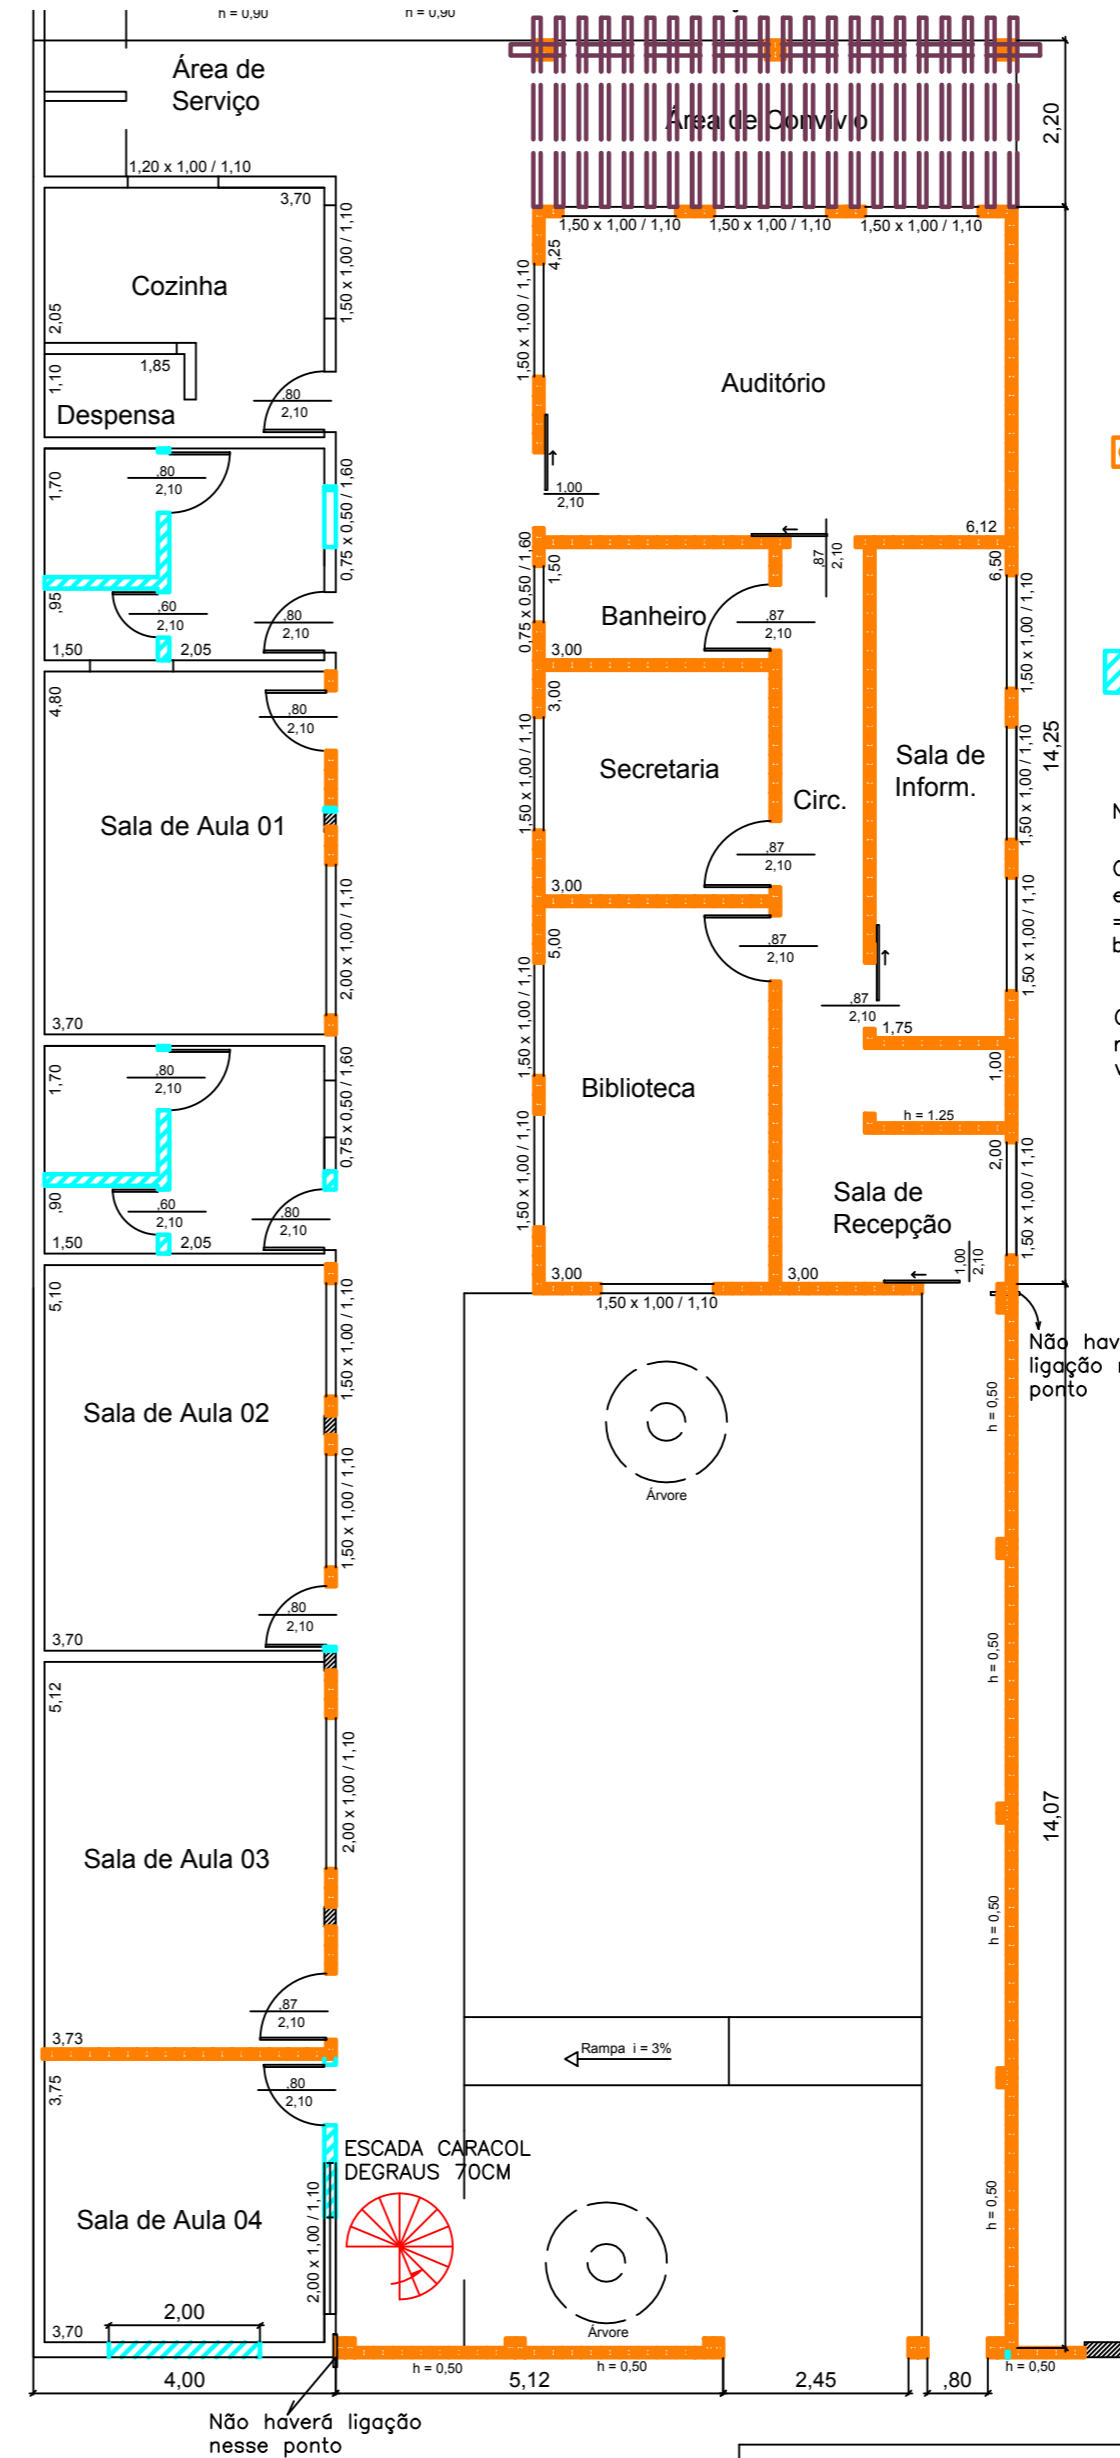 h = 0,90
h = 0,90
Área de
Serviço
Área de Convívio
2,20
1,20 x 1,00 / 1,10
3,70
1,50 x 1,00 / 1,10
Cozinha
2,05
1,85
1,10
Despensa
,80
2,10
1,50 x 1,00 / 1,10
1,50 x 1,00 / 1,10
1,50 x 1,00 / 1,10
4,25
1,50 x 1,00 / 1,10
Auditório
1,00
2,10
6,12
,87
2,10
1,70
,80
2,10
0,75 x 0,50 / 1,60
,95
,60
2,10
,80
2,10
1,50
2,05
0,75 x 0,50 / 1,60
1,50
Banheiro
,87
2,10
3,00
6,50
1,50 x 1,00 / 1,10
4,80
,80
2,10
Sala de Aula 01
2,00 x 1,00 / 1,10
3,70
3,00
1,50 x 1,00 / 1,10
Secretaria
Circ.
,87
2,10
3,00
Sala de
Inform.
1,50 x 1,00 / 1,10
14,25
1,50 x 1,00 / 1,10
5,00
,87
2,10
1,50 x 1,00 / 1,10
,87
2,10
1,75
1,00
Biblioteca
1,50 x 1,00 / 1,10
h = 1.25
2,00
1,50 x 1,00 / 1,10
Sala de
Recepção
1,00
2,10
3,00
3,00
1,50 x 1,00 / 1,10
1,70
,80
2,10
0,75 x 0,50 / 1,60
,90
,60
2,10
,80
2,10
1,50
2,05
5,10
1,50 x 1,00 / 1,10
Sala de Aula 02
1,50 x 1,00 / 1,10
,80
2,10
3,70
Não hav
ligação
ponto
h = 0,50
Árvore
h = 0,50
5,12
2,00 x 1,00 / 1,10
Sala de Aula 03
14,07
h = 0,50
,87
2,10
3,73
Rampa i = 3%
3,75
,80
2,10
ESCADA CARACOL
DEGRAUS 70CM
h = 0,50
Sala de Aula 04
2,00 x 1,00 / 1,10
2,00
3,70
Árvore
h = 0,50
h = 0,50
h = 0,50
4,00
5,12
2,45
,80
Não haverá ligação
nesse ponto